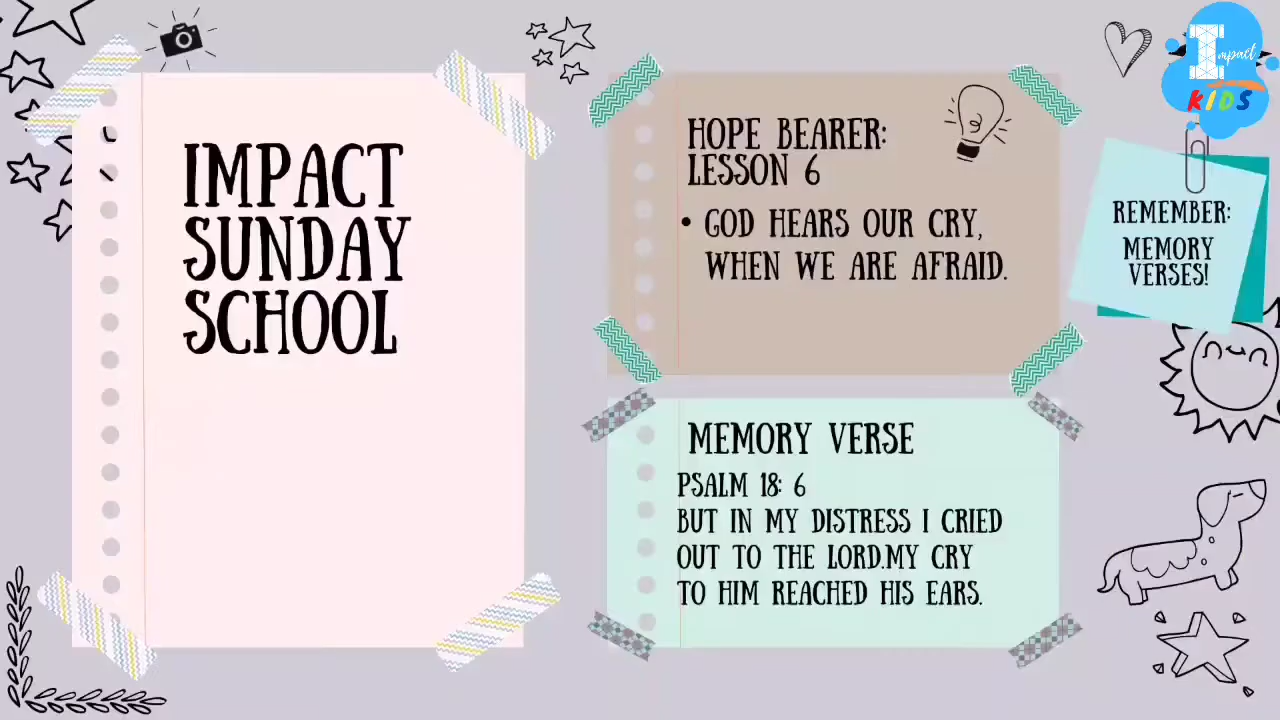 IMPACT
SUNDAY
SCHOOL
HOPE BEARER:
LESSON 6
• GOD HEARS OUR CRY,
WHEN WE ARE AFRAID.
MEMORY VERSE
PSALM 18: 6
BUT IN MY DISTRESS I CRIED
OUT TO THE LORD.MY CRY
TO HIM REACHED HIS EARS.
Impact
KIDS
REMEMBER:
MEMORY
VERSES!